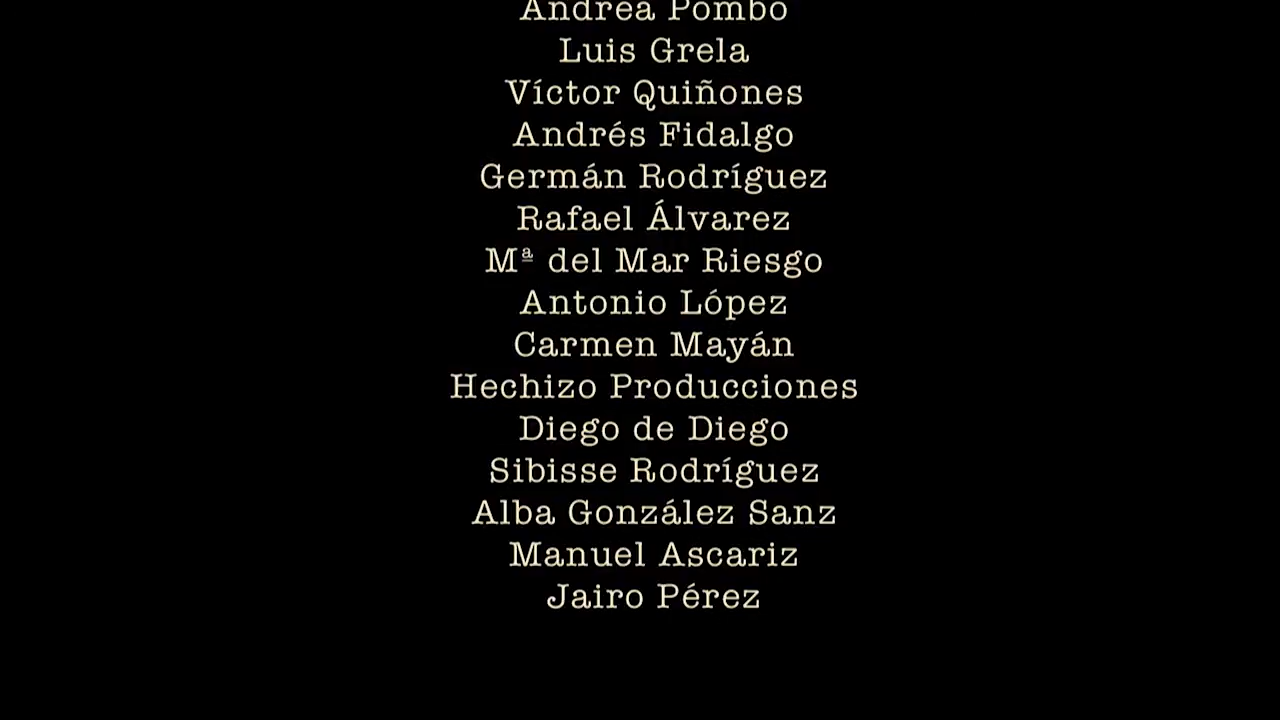 Andrea Pombo
Luis Grela
Víctor Quiñones
Andrés Fidalgo
Germán Rodríguez
Rafael Álvarez
Mª del Mar Riesgo
Antonio López
Carmen Mayán
Hechizo Producciones
Diego de Diego
Sibisse Rodríguez
Alba González Sanz
Manuel Ascariz
Jairo Pérez